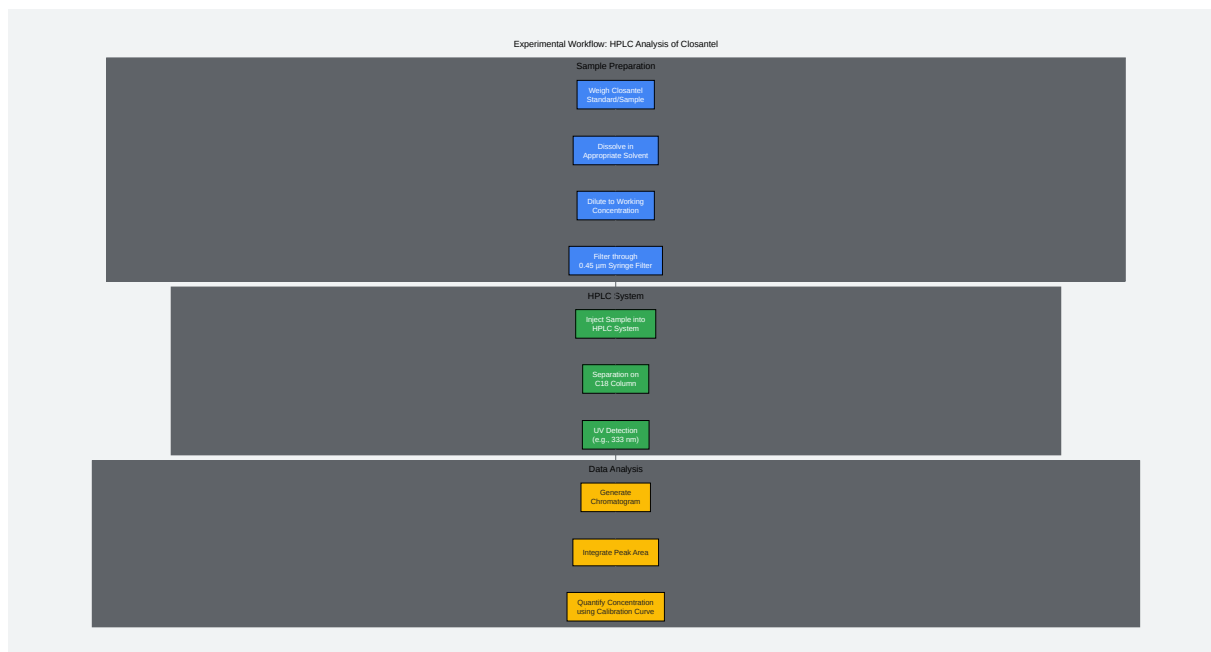 Experimental Workflow: HPLC Analysis of Closantel
Sample Preparation
Weigh Closantel
Standard/Sample
Dissolve in
Appropriate Solvent
Dilute to Working
Concentration
Filter through
0.45 µm Syringe Filter
HPLC System
Inject Sample into
HPLC System
Separation on
C18 Column
UV Detection
(e.g., 333 nm)
Data Analysis
Generate
Chromatogram
Integrate Peak Area
Quantify Concentration
using Calibration Curve